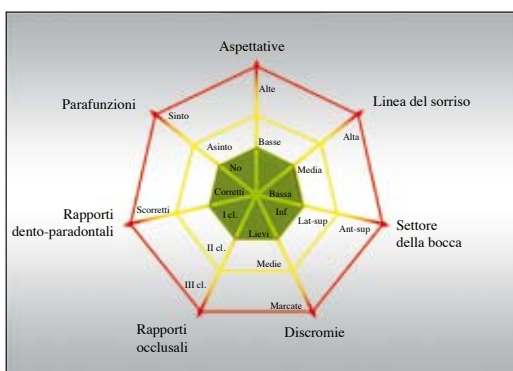 Aspettative
Alte
Parafunzioni
Linea del sorriso
Sinto
Alta
Asinto
Basse
No
Media
Corretti
Bassa
Scorretti
I cl.
Inf
Lat-sup
Ant-sup
Rapporti
dento-paradontali
Settore
della bocca
II cl.
Lievi
Medie
III cl.
Marcate
Rapporti
occlusali
Discromie